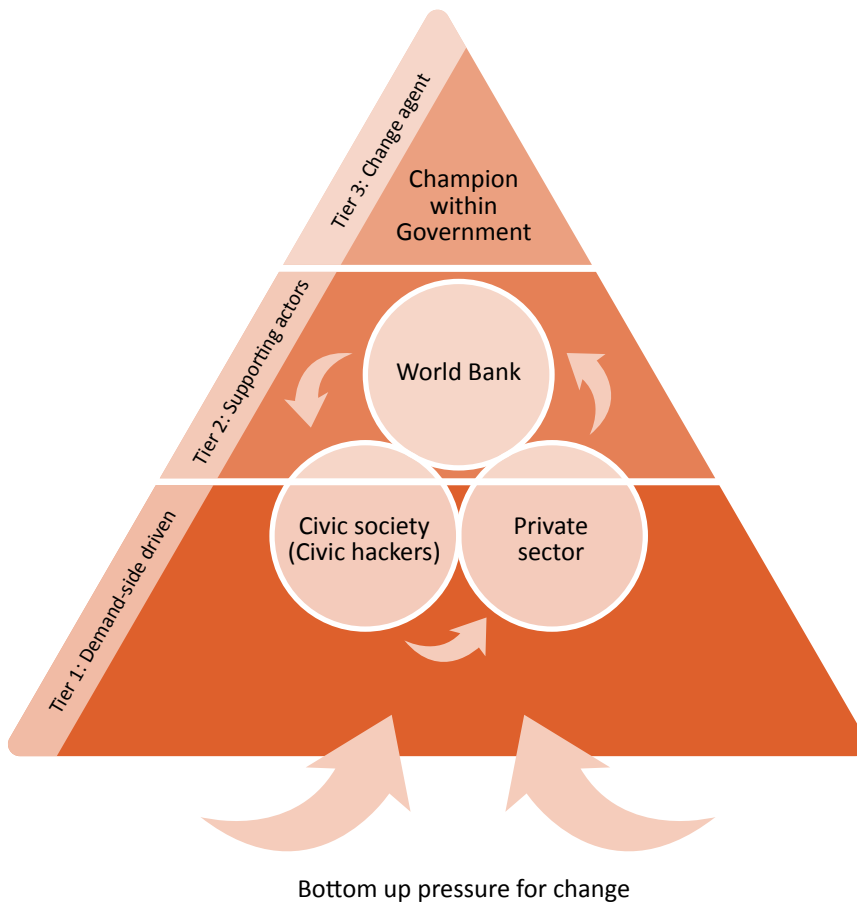 Tier 3: Change agent
Champion
within
Government
Tier 2: Supporting actors
World Bank
Tier 1: Demand-side driven
Civic society
(Civic hackers)
Private
sector
Bottom up pressure for change